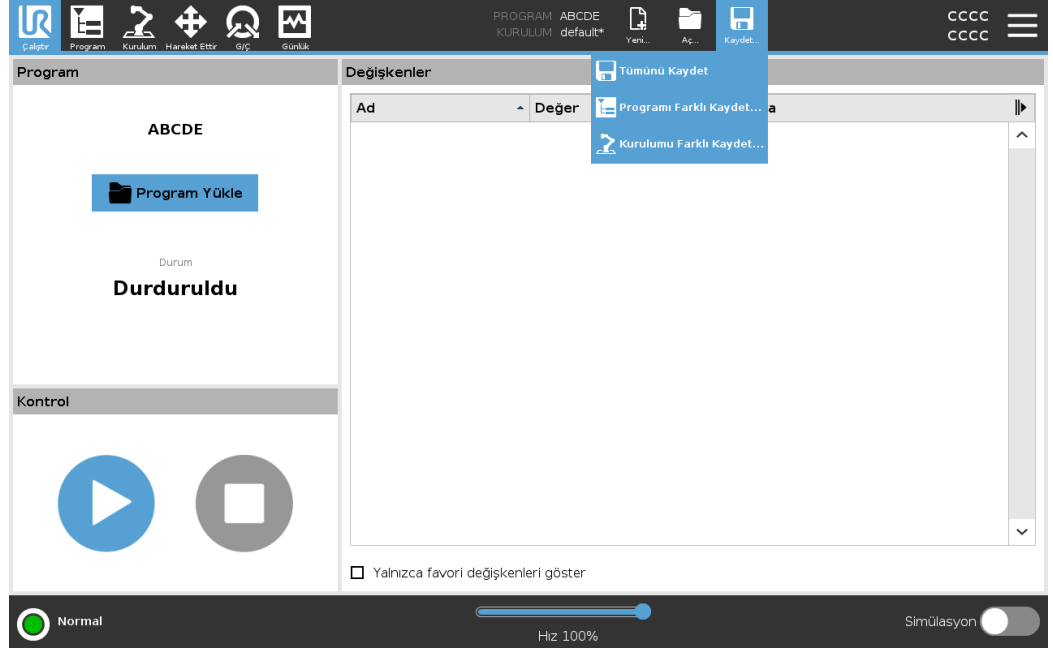 PROGRAM ABCDE
KURULUM default*
CCCC
CCCC
Çalıştır
Program
Kurulum
Hareket Ettir
G/Ç
Günlük
Yeni...
Aç...
Kaydet...
Program
Değişkenler
Tümünü Kaydet
Programı Farklı Kaydet...
Kurulumu Farklı Kaydet...
Ad
Değer
a
ABCDE
Program Yükle
Durum
Durduruldu
Kontrol
Yalnızca favori değişkenleri göster
Normal
Hız 100%
Simülasyon